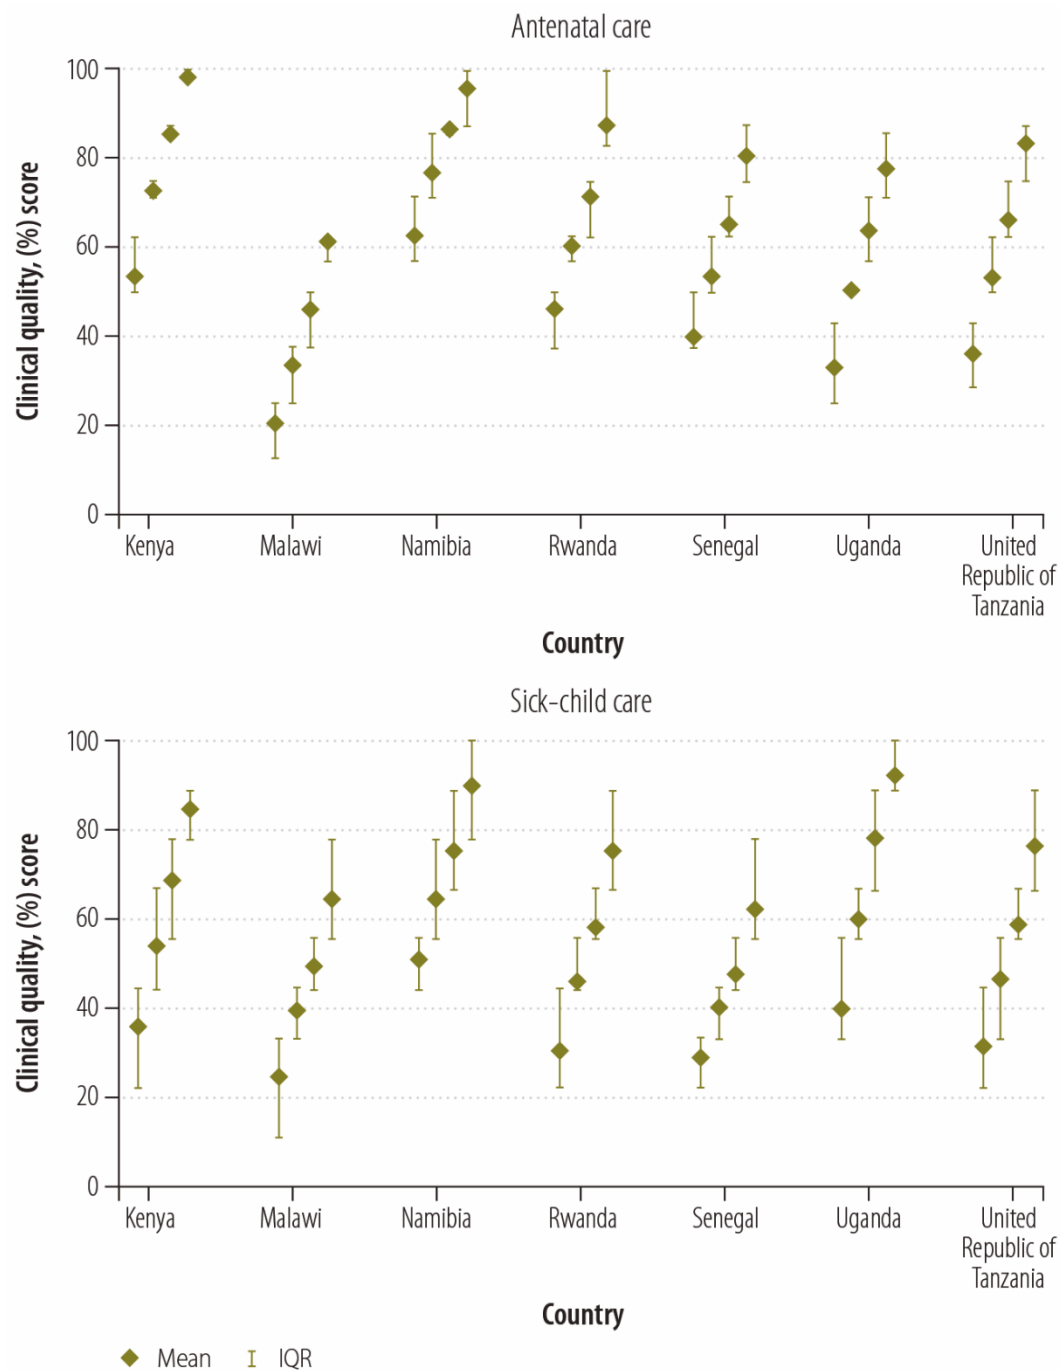 Antenatal care
100
80
60
40
20
0
Clinical quality, (%) score
Kenya Malawi Namibia Rwanda Senegal Uganda United
Republic of
Tanzania
Country
Sick-child care
100
80
60
40
20
0
Clinical quality, (%) score
Kenya Malawi Namibia Rwanda Senegal Uganda United
Republic of
Tanzania
Country
Mean IQR